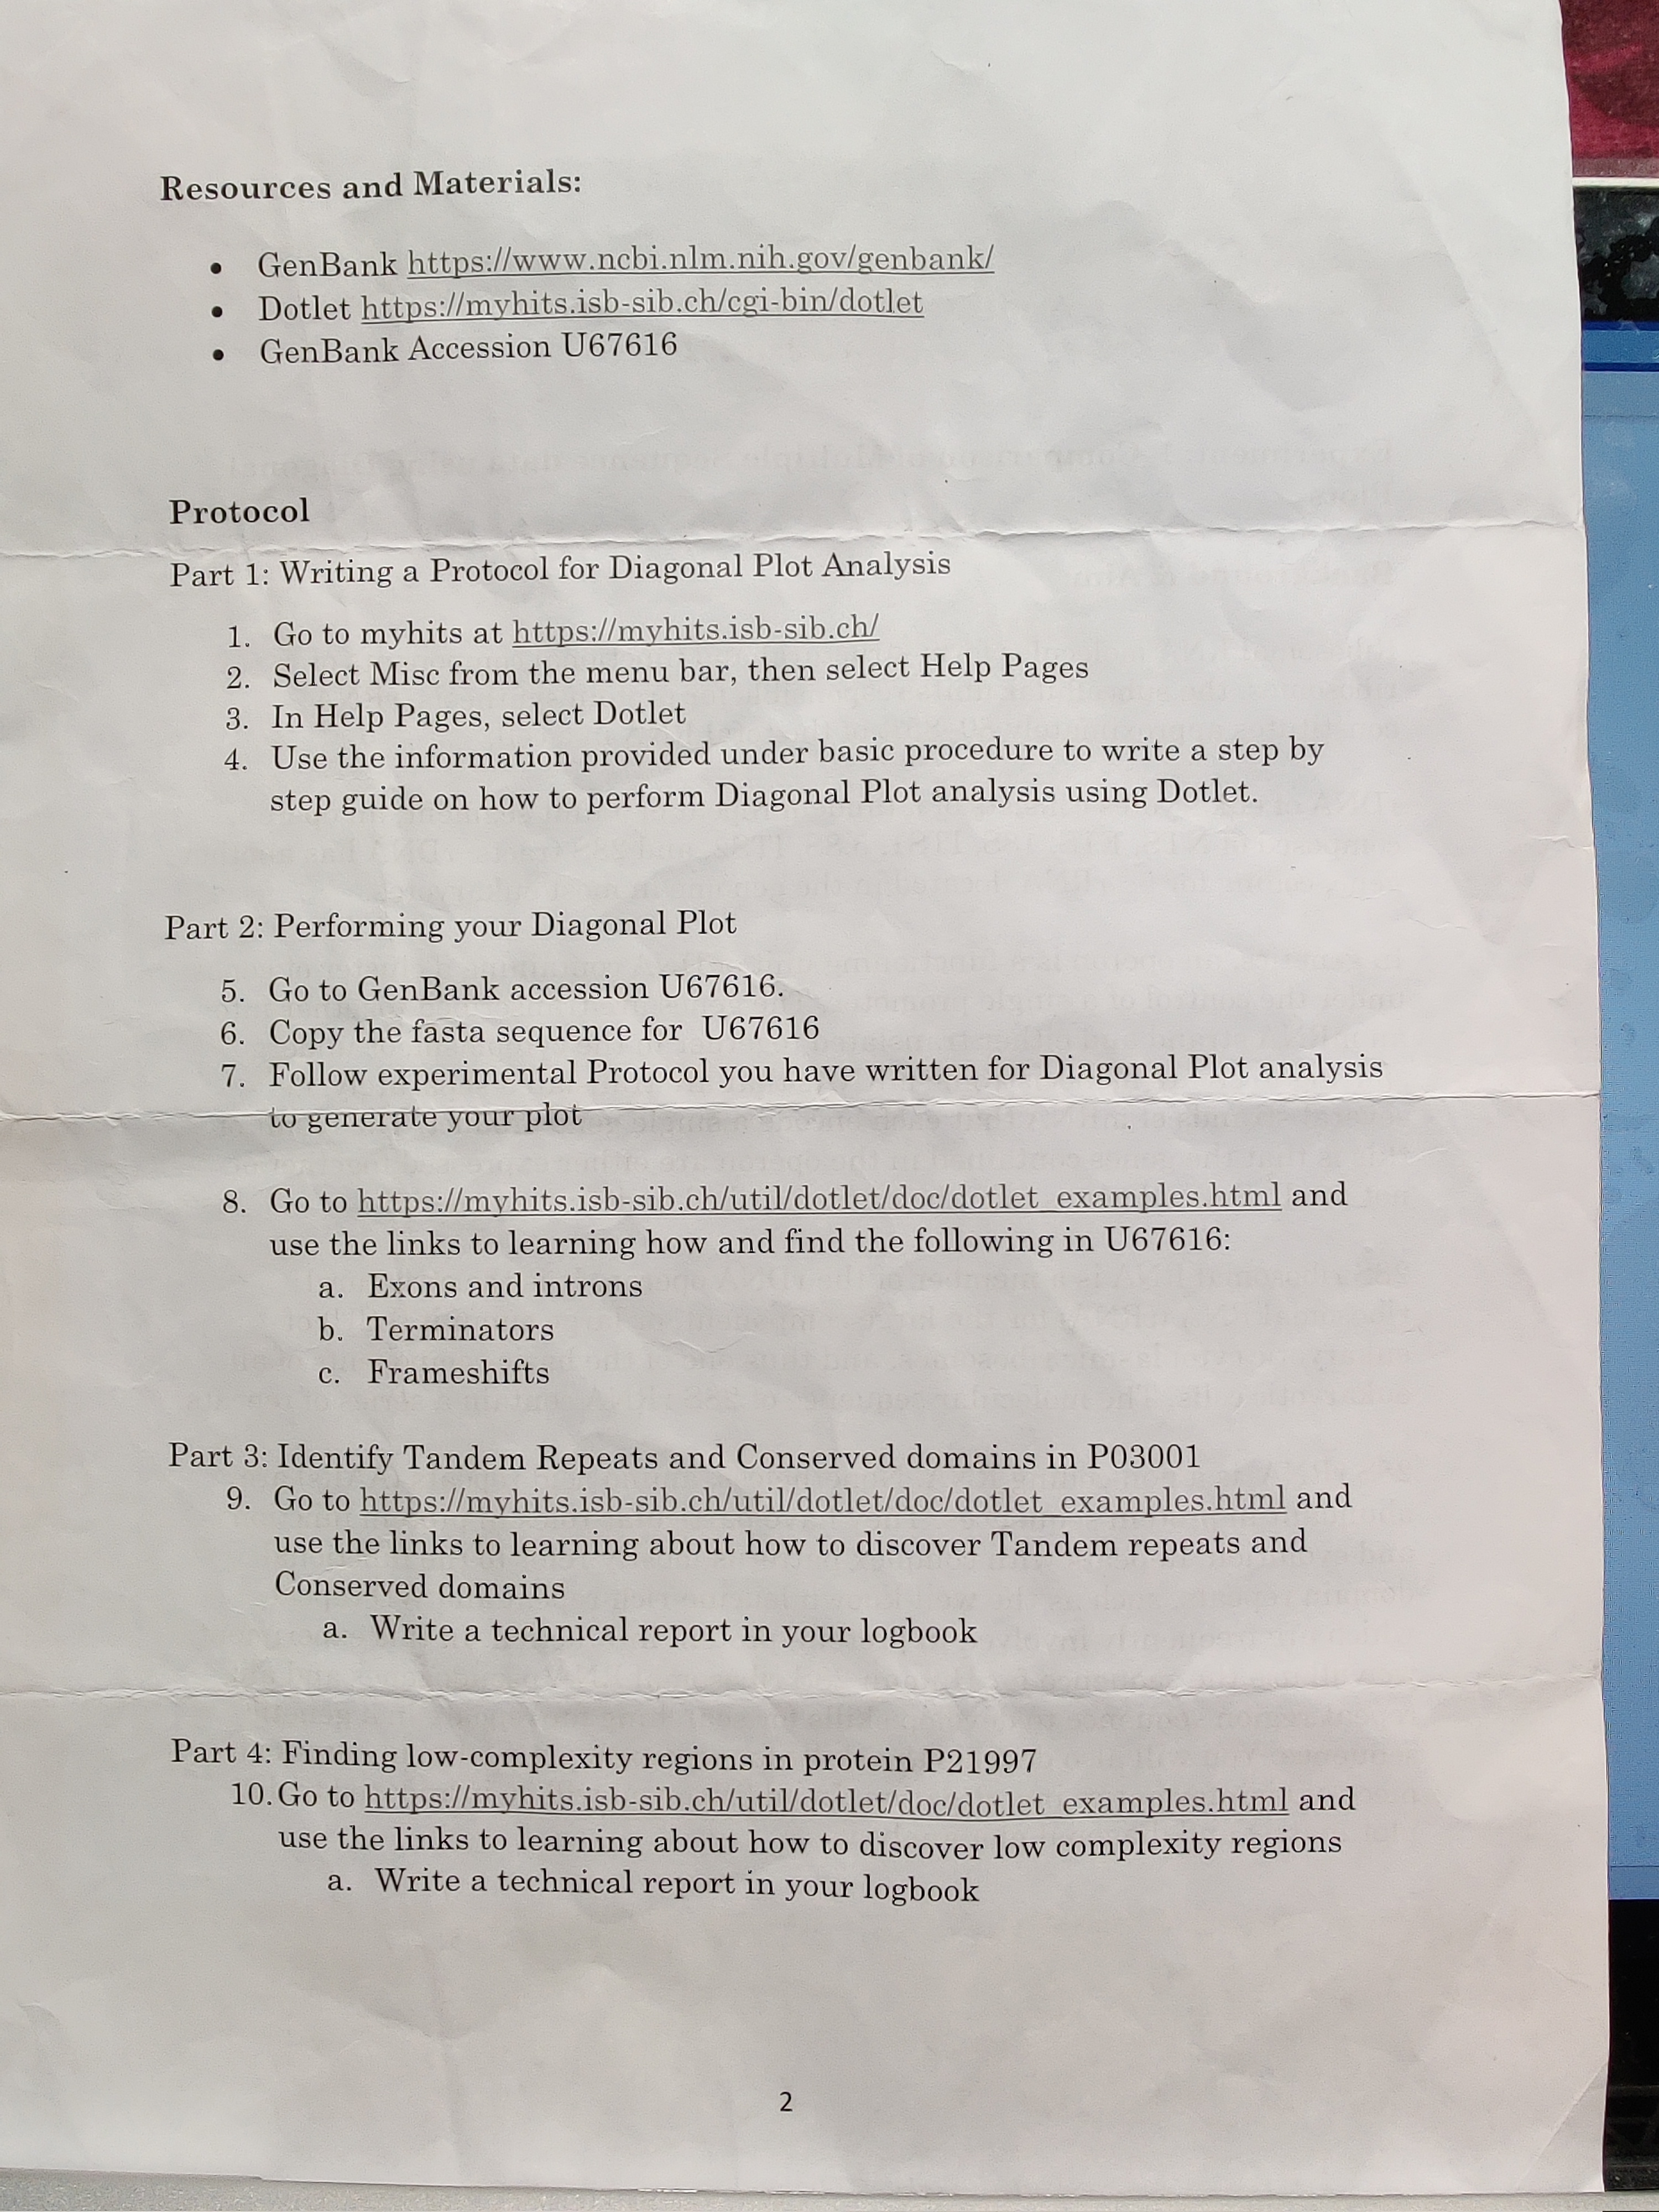 Resources and Materials:
• GenBank https://www.ncbi.nlm.nih.gov/genbank/
• Dotlet https://myhits.isb-sib.ch/cgi-bin/dotlet
• GenBank Accession U67616
Protocol
Part 1: Writing a Protocol for Diagonal Plot Analysis
1. Go to myhits at https://myhits.isb-sib.ch/
2. Select Misc from the menu bar, then select Help Pages
3. In Help Pages, select Dotlet
4. Use the information provided under basic procedure to write a step by
step guide on how to perform Diagonal Plot analysis using Dotlet.
Part 2: Performing your Diagonal Plot
5. Go to GenBank accession U67616.
6. Copy the fasta sequence for U67616
7. Follow experimental Protocol you have written for Diagonal Plot analysis
to generate your plot
8. Go to https://myhits.isb-sib.ch/util/dotlet/doc/dotlet_examples.html and
use the links to learning how and find the following in U67616:
a. Exons and introns
b. Terminators
c. Frameshifts
Part 3: Identify Tandem Repeats and Conserved domains in P03001
9. Go to https://myhits.isb-sib.ch/util/dotlet/doc/dotlet_examples.html and
use the links to learning about how to discover Tandem repeats and
Conserved domains
a. Write a technical report in your logbook
Part 4: Finding low-complexity regions in protein P21997
10. Go to https://myhits.isb-sib.ch/util/dotlet/doc/dotlet_examples.html and
use the links to learning about how to discover low complexity regions
a. Write a technical report in your logbook
2